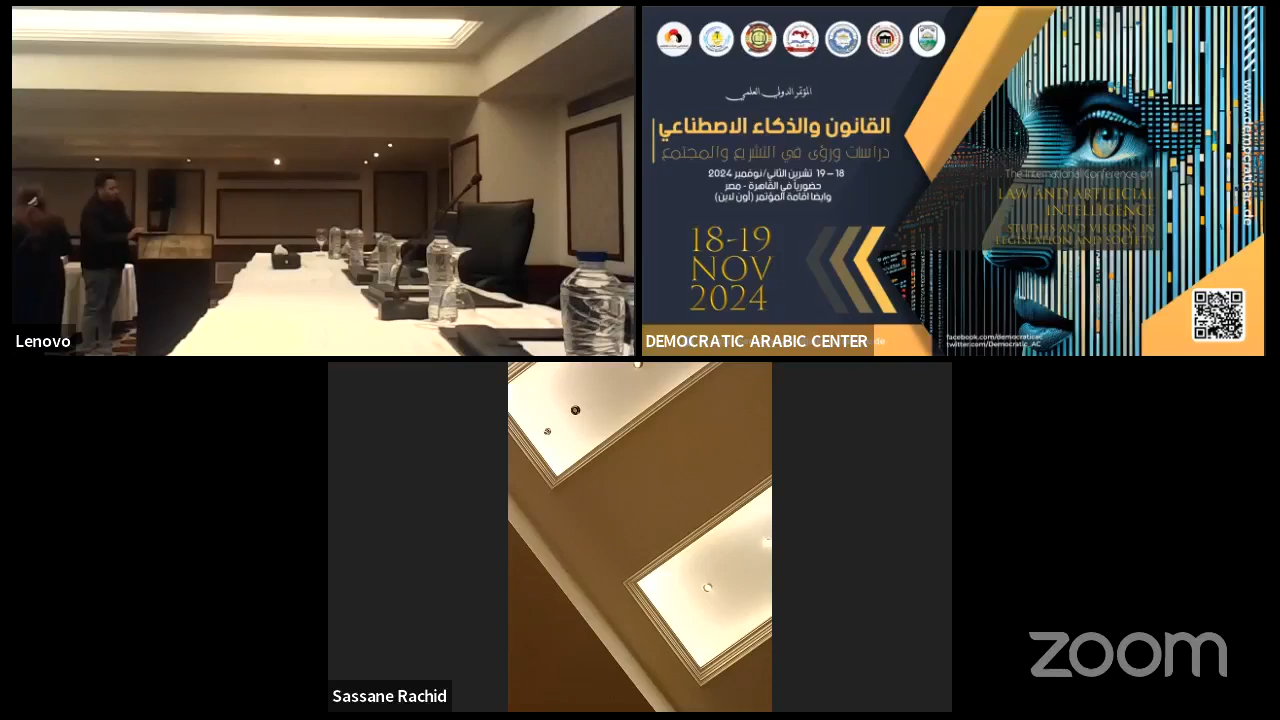 Lenovo
المؤتمر الدولي العلمي
القانون والذكاء الاصطناعي
دراسات ورؤى في التشريع والمجتمع
18 – 19 تشرين الثاني/نوفمبر 2024
حضورياً في القاهرة - مصر
وايضا اقامة المؤتمر (أون لاين)
18-19
NOV
2024
The International Conference on
LAW AND ARTIFICIAL
INTELLIGENCE
STUDIES AND VISIONS IN
LEGISLATION AND SOCIETY
www.democraticac.de
facebook.com/democraticac
twitter.com/Democratic_AC
DEMOCRATIC ARABIC CENTER
Sassane Rachid
zoom